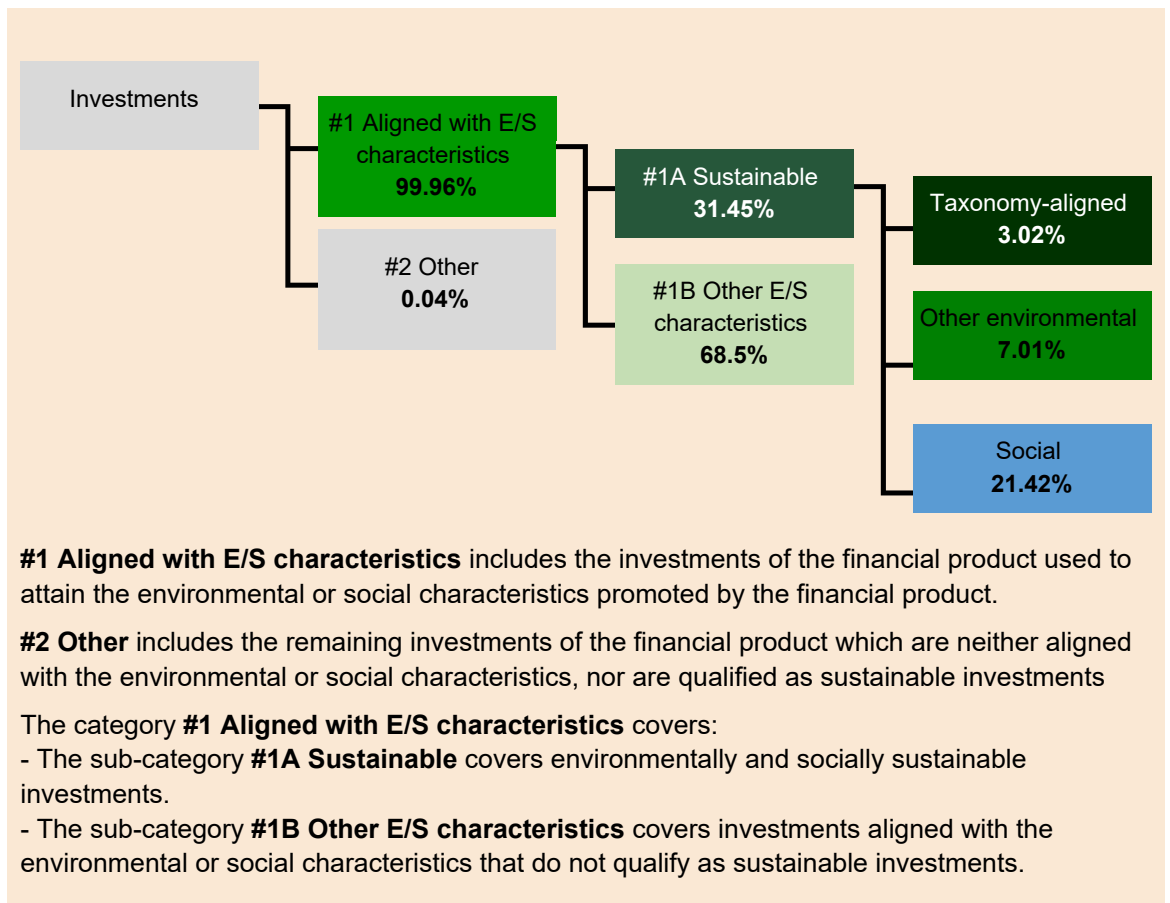 Investments
#1 Aligned with E/S
characteristics
99.96%
#2 Other
0.04%
#1A Sustainable
31.45%
#1B Other E/S
characteristics
68.5%
Taxonomy-aligned
3.02%
Other environmental
7.01%
Social
21.42%
#1 Aligned with E/S characteristics includes the investments of the financial product used to
attain the environmental or social characteristics promoted by the financial product.
#2 Other includes the remaining investments of the financial product which are neither aligned
with the environmental or social characteristics, nor are qualified as sustainable investments
The category #1 Aligned with E/S characteristics covers:
- The sub-category #1A Sustainable covers environmentally and socially sustainable
investments.
- The sub-category #1B Other E/S characteristics covers investments aligned with the
environmental or social characteristics that do not qualify as sustainable investments.